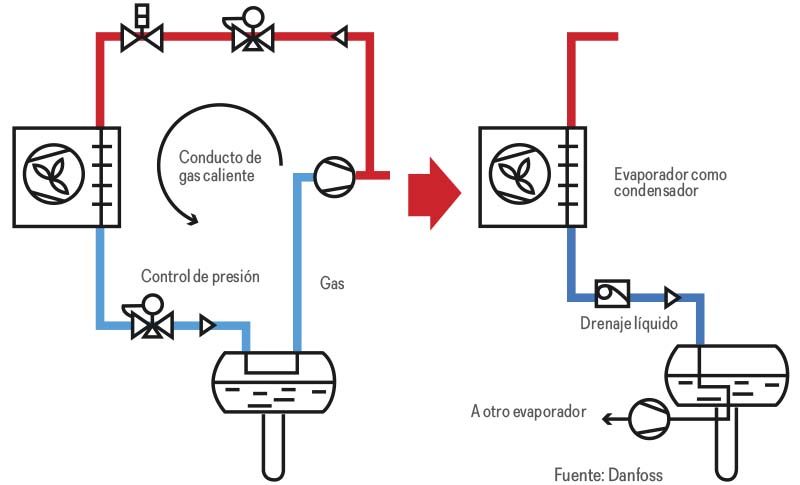 Conducto de
gas caliente
Control de presión
Gas
Evaporador como
condensador
Drenaje líquido
A otro evaporador
Fuente: Danfoss